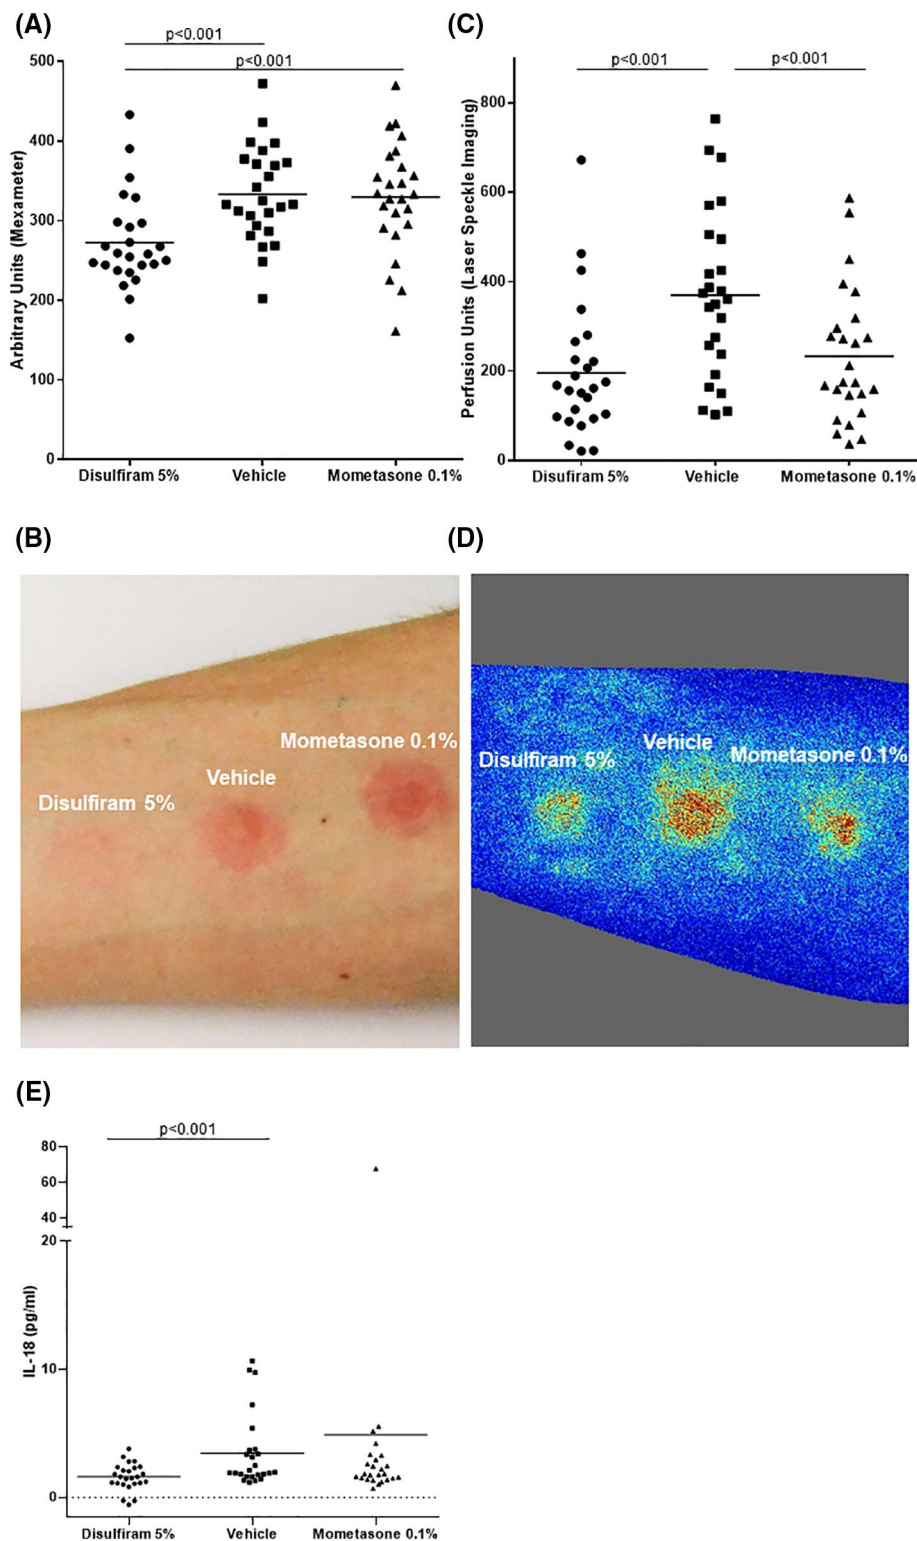 (A)
p<0.001
p<0.001
500
400
300
200
100
0
Arbitrary Units (Mexameter)
Disulfiram 5%
Vehicle
Mometasone 0.1%
(C)
p<0.001
p<0.001
800
600
400
200
0
Perfusion Units (Laser Speckle Imaging)
Disufiram 5%
Vehicle
Mometasone 0.1%
(B)
Disulfiram 5%
Vehicle
Mometasone 0.1%
(D)
Disulfiram 5%
Vehicle
Mometasone 0.1%
(E)
p<0.001
80
60
40
20
10
0
IL-18 (pg/ml)
Disulfiram 5%
Vehicle
Mometasone 0.1%